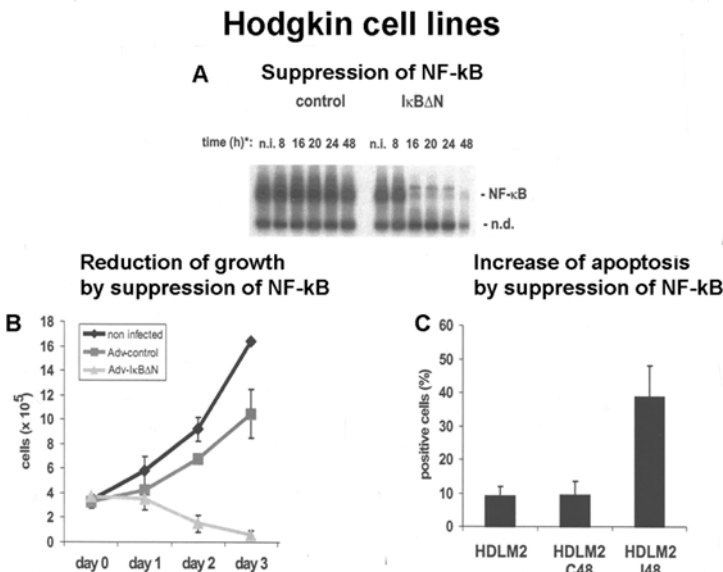 Hodgkin cell lines
A Suppression of NF-kB
control IκBΔN
time (h)*: n.i. 8 16 20 24 48 n.i. 8 16 20 24 48
- NF-κB
- n.d.
Reduction of growth
by suppression of NF-kB
B
18
16
14
12
10
8
6
4
2
0
cells (x 10⁵)
non infected
Adv-control
Adv-IκBΔN
day 0 day 1 day 2 day 3
Increase of apoptosis
by suppression of NF-kB
C
60
50
40
30
20
10
0
positive cells (%)
HDLM2 HDLM2 HDLM2
C48 I48